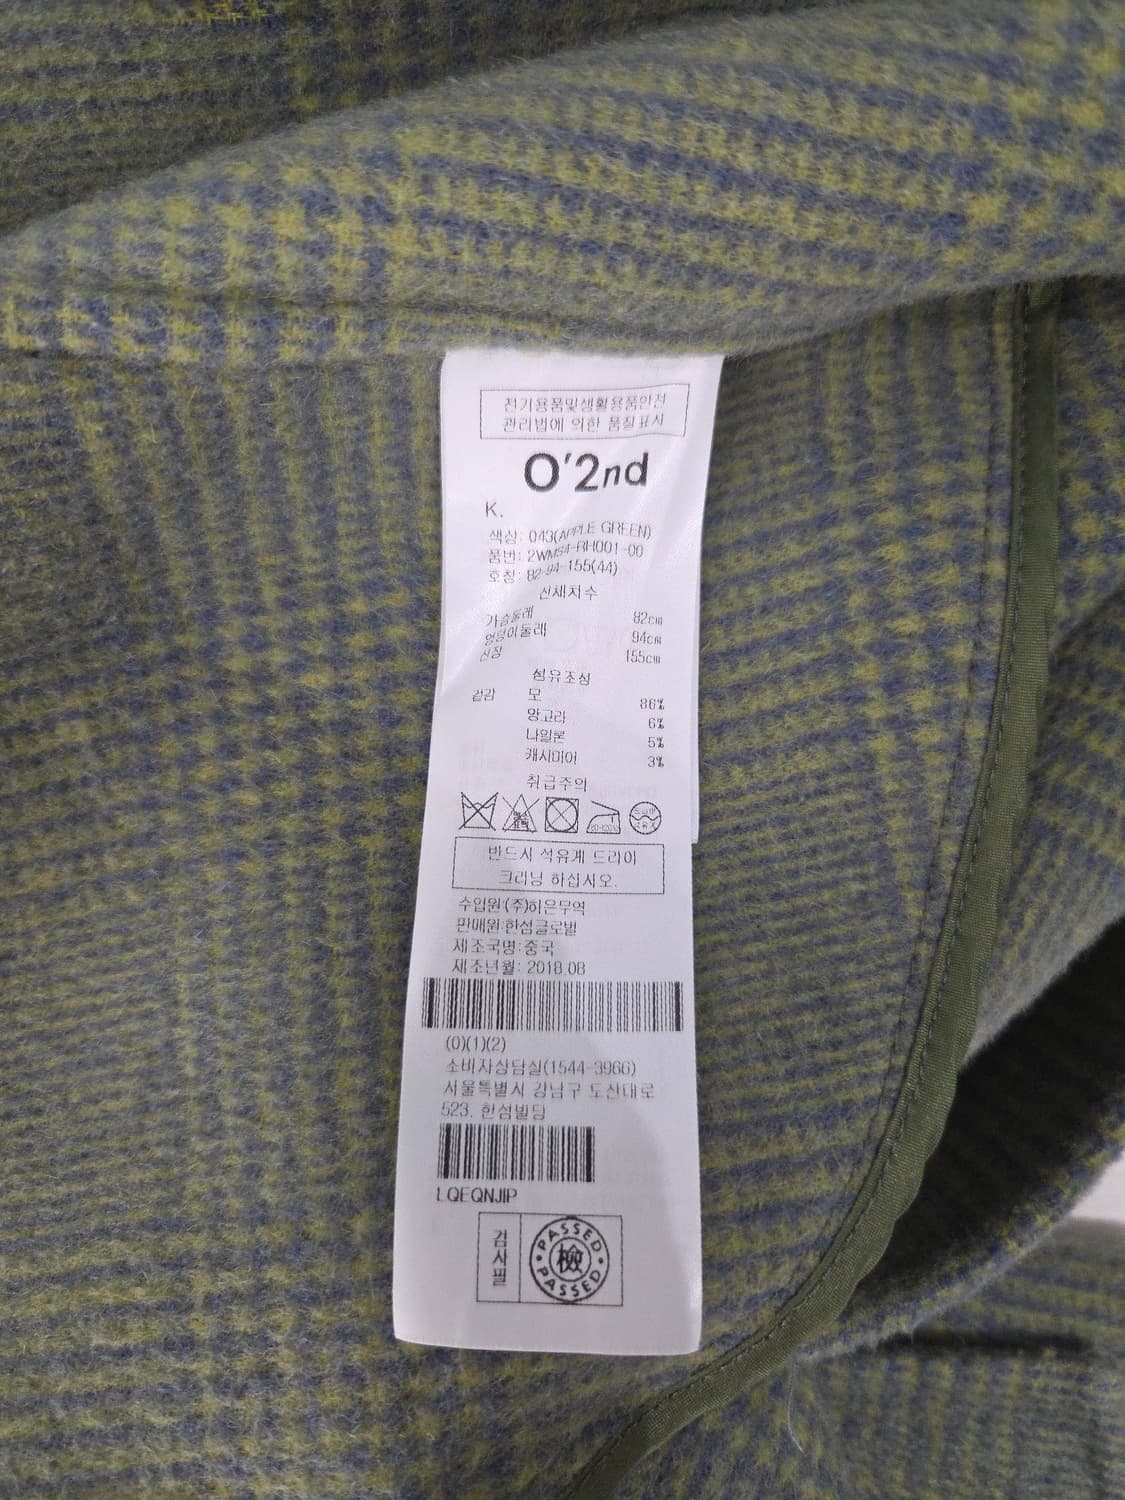 전기용품및생활용품안전
관리법에 의한 품질표시
O'2nd
K.
색상: 043(APPLE GREEN)
품번: 2WMS4-RH001-00
호칭: 82-94-155(44)
신체치수
가슴둘레 82cm
엉덩이둘레 94cm
신장 155cm
섬유조성
겉감 모 86%
앙고라 6%
나일론 5%
캐시미어 3%
취급주의
반드시 석유계 드라이
크리닝 하십시오.
수입원:(주)하은무역
판매원:한섬글로벌
제조국명:중국
제조년월: 2018.08
(0)(1)(2)
소비자상담실(1544-3966)
서울특별시 강남구 도산대로
523. 한섬빌딩
LQEQNJIP
검사필
PASSED
檢
PASSED